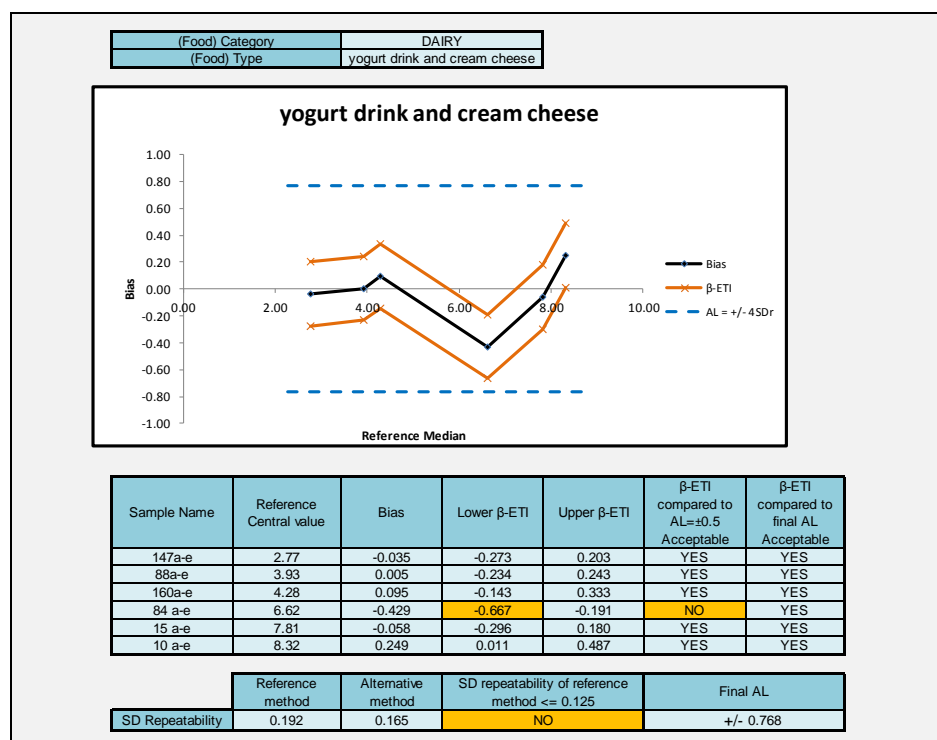 (Food) Category DAIRY
(Food) Type yogurt drink and cream cheese
yogurt drink and cream cheese
1.00
0.80
0.60
0.40
0.20
0.00
-0.20
-0.40
-0.60
-0.80
-1.00
0.00 2.00 4.00 6.00 8.00 10.00
Bias
Reference Median
Bias
β-ETI
AL = +/- 4SDr
Sample Name Reference Central value Bias Lower β-ETI Upper β-ETI β-ETI compared to AL=±0.5 Acceptable β-ETI compared to final AL Acceptable
147a-e 2.77 -0.035 -0.273 0.203 YES YES
88a-e 3.93 0.005 -0.234 0.243 YES YES
160a-e 4.28 0.095 -0.143 0.333 YES YES
84 a-e 6.62 -0.429 -0.667 -0.191 NO YES
15 a-e 7.81 -0.058 -0.296 0.180 YES YES
10 a-e 8.32 0.249 0.011 0.487 YES YES
Reference method Alternative method SD repeatability of reference method <= 0.125 Final AL
SD Repeatability 0.192 0.165 NO +/- 0.768